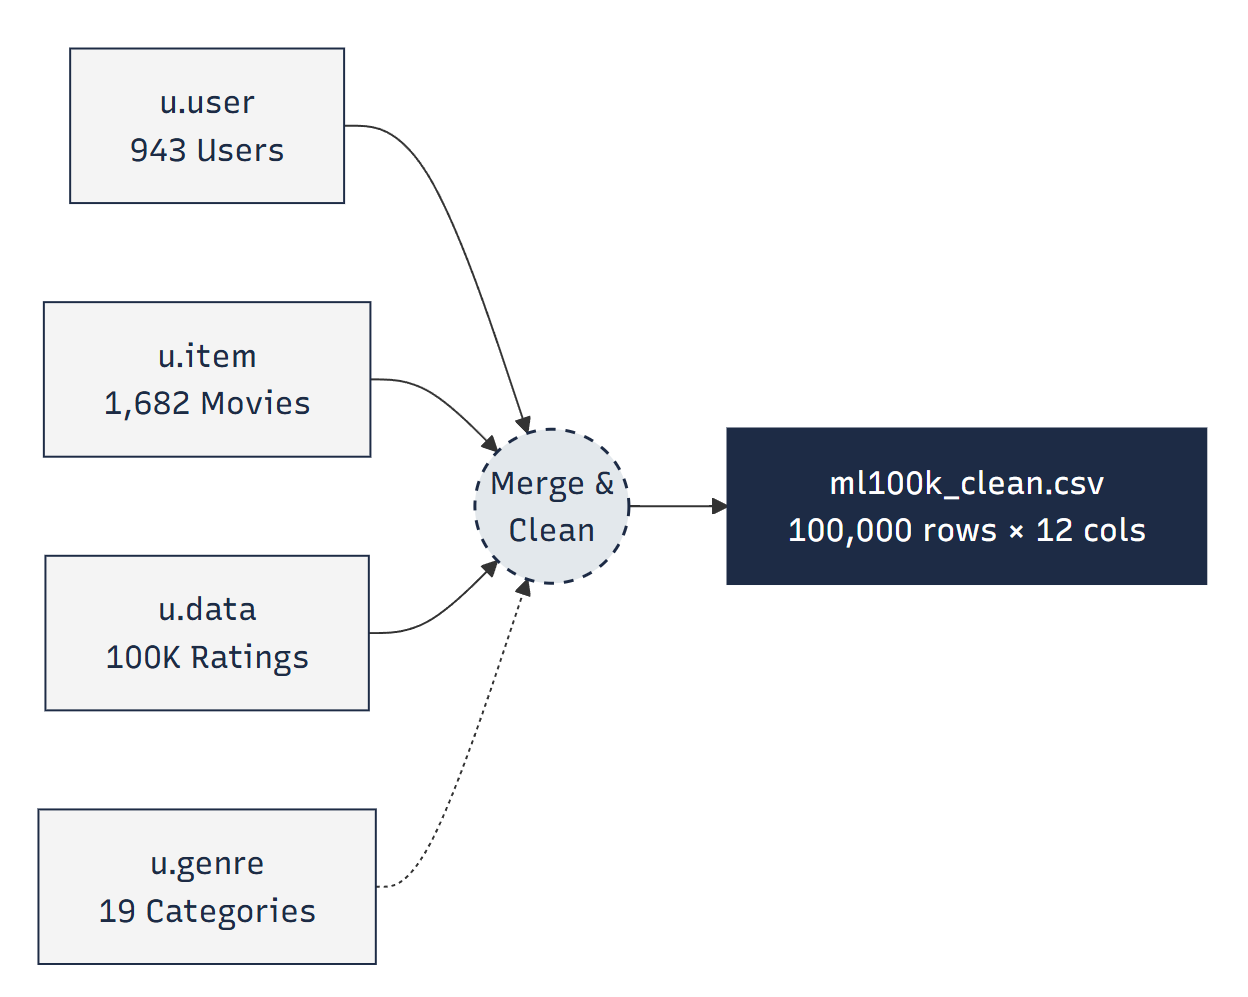 u.user
943 Users
u.item
1,682 Movies
u.data
100K Ratings
u.genre
19 Categories
Merge &
Clean
ml100k_clean.csv
100,000 rows × 12 cols